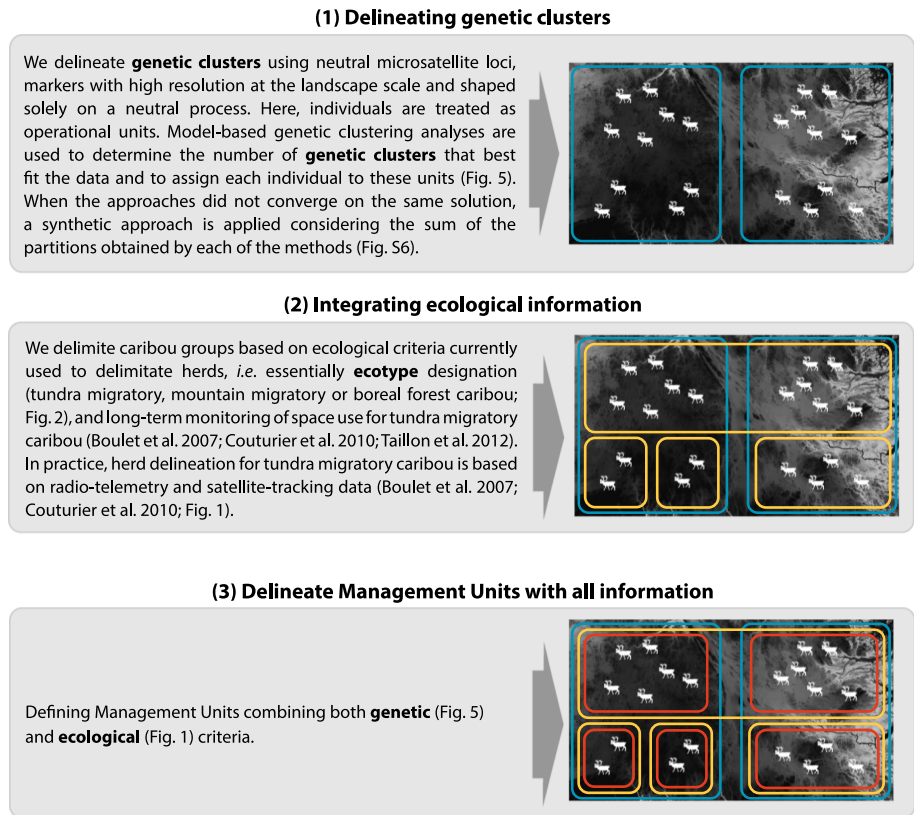 (1) Delineating genetic clusters
We delineate genetic clusters using neutral microsatellite loci,
markers with high resolution at the landscape scale and shaped
solely on a neutral process. Here, individuals are treated as
operational units. Model-based genetic clustering analyses are
used to determine the number of genetic clusters that best
fit the data and to assign each individual to these units (Fig. 5).
When the approaches did not converge on the same solution,
a synthetic approach is applied considering the sum of the
partitions obtained by each of the methods (Fig. S6).
(2) Integrating ecological information
We delimite caribou groups based on ecological criteria currently
used to delimitate herds, i.e. essentially ecotype designation
(tundra migratory, mountain migratory or boreal forest caribou;
Fig. 2), and long-term monitoring of space use for tundra migratory
caribou (Boulet et al. 2007; Couturier et al. 2010; Taillon et al. 2012).
In practice, herd delineation for tundra migratory caribou is based
on radio-telemetry and satellite-tracking data (Boulet et al. 2007;
Couturier et al. 2010; Fig. 1).
(3) Delineate Management Units with all information
Defining Management Units combining both genetic (Fig. 5)
and ecological (Fig. 1) criteria.